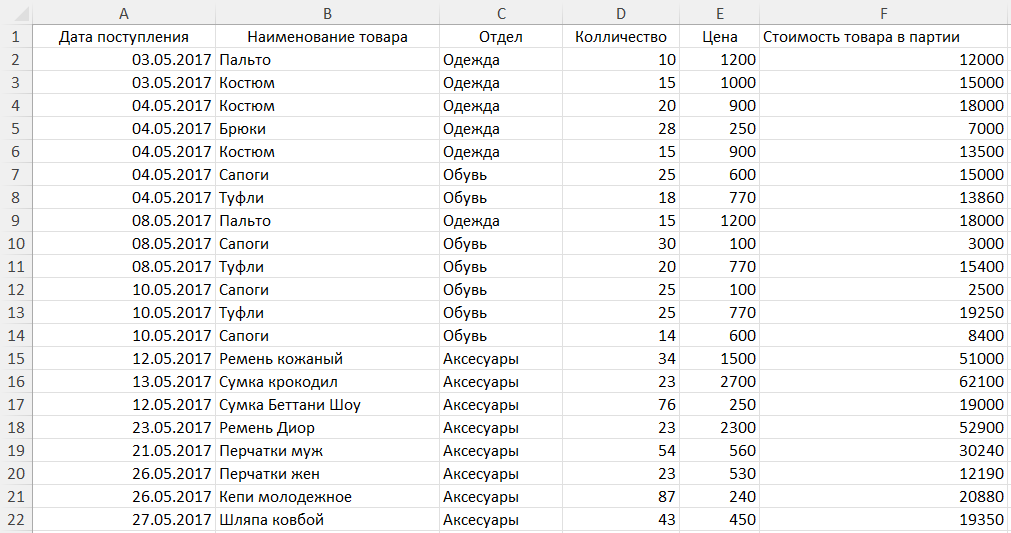 A B C D E F
1 Дата поступления Наименование товара Отдел Колличество Цена Стоимость товара в партии
2 03.05.2017 Пальто Одежда 10 1200 12000
3 03.05.2017 Костюм Одежда 15 1000 15000
4 04.05.2017 Костюм Одежда 20 900 18000
5 04.05.2017 Брюки Одежда 28 250 7000
6 04.05.2017 Костюм Одежда 15 900 13500
7 04.05.2017 Сапоги Обувь 25 600 15000
8 04.05.2017 Туфли Обувь 18 770 13860
9 08.05.2017 Пальто Одежда 15 1200 18000
10 08.05.2017 Сапоги Обувь 30 100 3000
11 08.05.2017 Туфли Обувь 20 770 15400
12 10.05.2017 Сапоги Обувь 25 100 2500
13 10.05.2017 Туфли Обувь 25 770 19250
14 10.05.2017 Сапоги Обувь 14 600 8400
15 12.05.2017 Ремень кожаный Аксесуары 34 1500 51000
16 13.05.2017 Сумка крокодил Аксесуары 23 2700 62100
17 12.05.2017 Сумка Беттани Шоу Аксесуары 76 250 19000
18 23.05.2017 Ремень Диор Аксесуары 23 2300 52900
19 21.05.2017 Перчатки муж Аксесуары 54 560 30240
20 26.05.2017 Перчатки жен Аксесуары 23 530 12190
21 26.05.2017 Кепи молодежное Аксесуары 87 240 20880
22 27.05.2017 Шляпа ковбой Аксесуары 43 450 19350